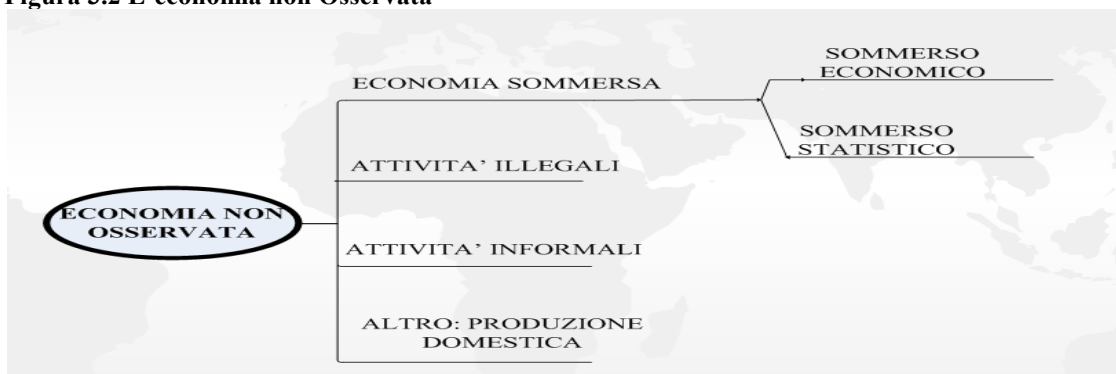 Figura 3.2 L'economia non Osservata
SOMMERSO
ECONOMICO
ECONOMIA SOMMERSA
SOMMERSO
STATISTICO
ATTIVITA' ILLEGALI
ECONOMIA NON
OSSERVATA
ATTIVITA' INFORMALI
ALTRO: PRODUZIONE
DOMESTICA